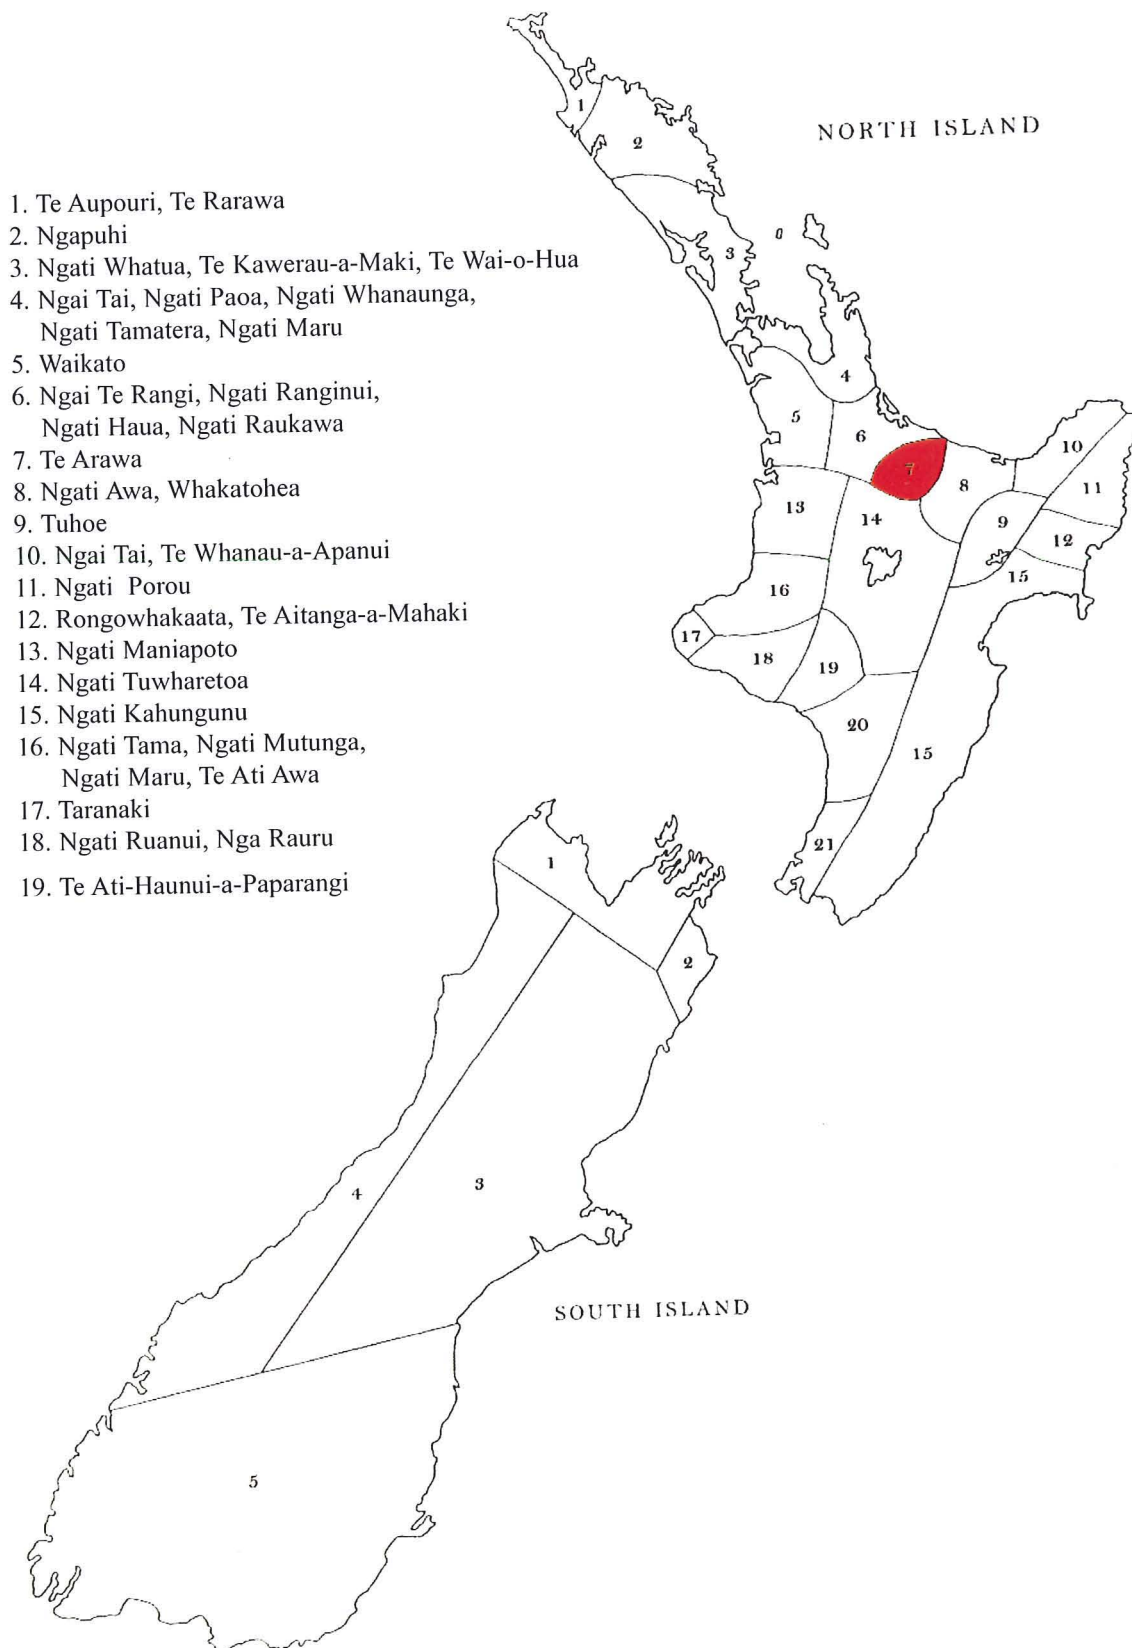 NORTH ISLAND
1. Te Aupouri, Te Rarawa
2. Ngapuhi
3. Ngati Whatua, Te Kawerau-a-Maki, Te Wai-o-Hua
4. Ngai Tai, Ngati Paoa, Ngati Whanaunga,
Ngati Tamatera, Ngati Maru
5. Waikato
6. Ngai Te Rangi, Ngati Ranginui,
Ngati Haua, Ngati Raukawa
7. Te Arawa
8. Ngati Awa, Whakatohea
9. Tuhoe
10. Ngai Tai, Te Whanau-a-Apanui
11. Ngati Porou
12. Rongowhakaata, Te Aitanga-a-Mahaki
13. Ngati Maniapoto
14. Ngati Tuwharetoa
15. Ngati Kahungunu
16. Ngati Tama, Ngati Mutunga,
Ngati Maru, Te Ati Awa
17. Taranaki
18. Ngati Ruanui, Nga Rauru
19. Te Ati-Haunui-a-Paparangi
1
2
3
4
5
6
7
8
9
10
11
12
13
14
15
16
17
18
19
20
15
21
1
2
3
4
SOUTH ISLAND
5